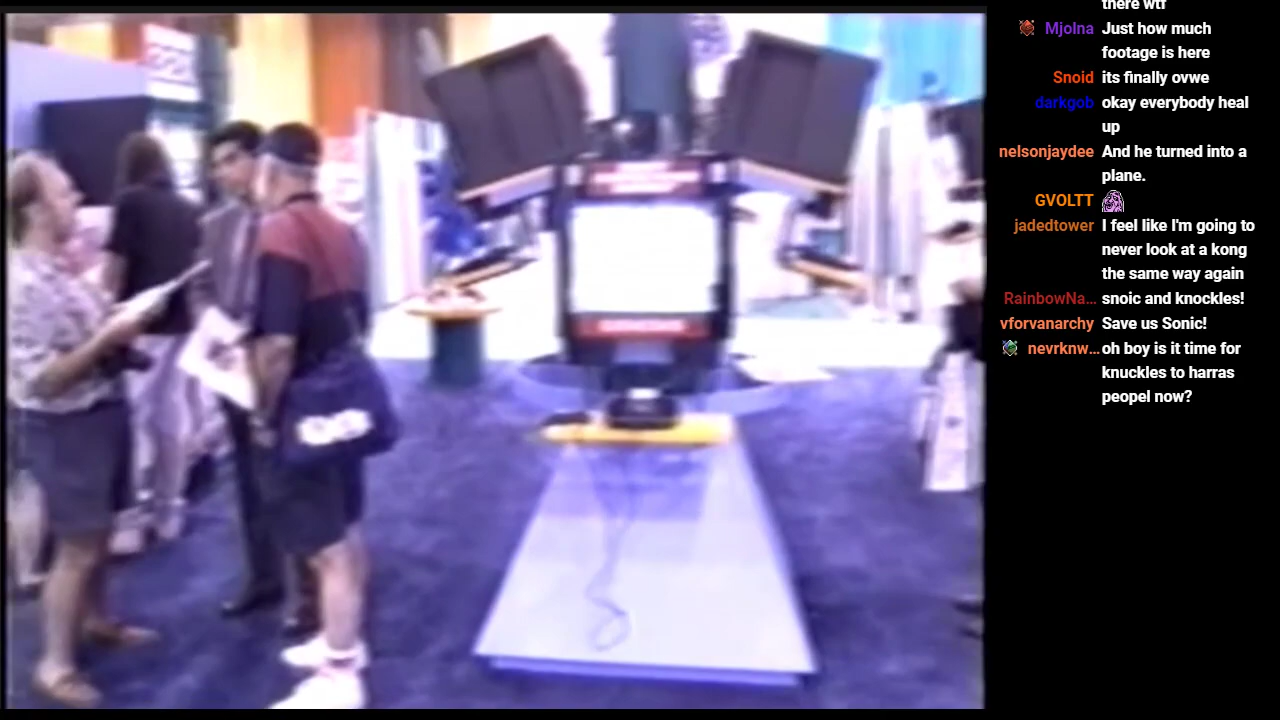 there wtf
Mjolna Just how much
footage is here
Snoid its finally ovwe
darkgob okay everybody heal
up
nelsonjaydee And he turned into a
plane.
GVOLTT
jadedtower I feel like I'm going to
never look at a kong
the same way again
RainbowNa... snoic and knockles!
vforvanarchy Save us Sonic!
nevrknw... oh boy is it time for
knuckles to harras
peopel now?